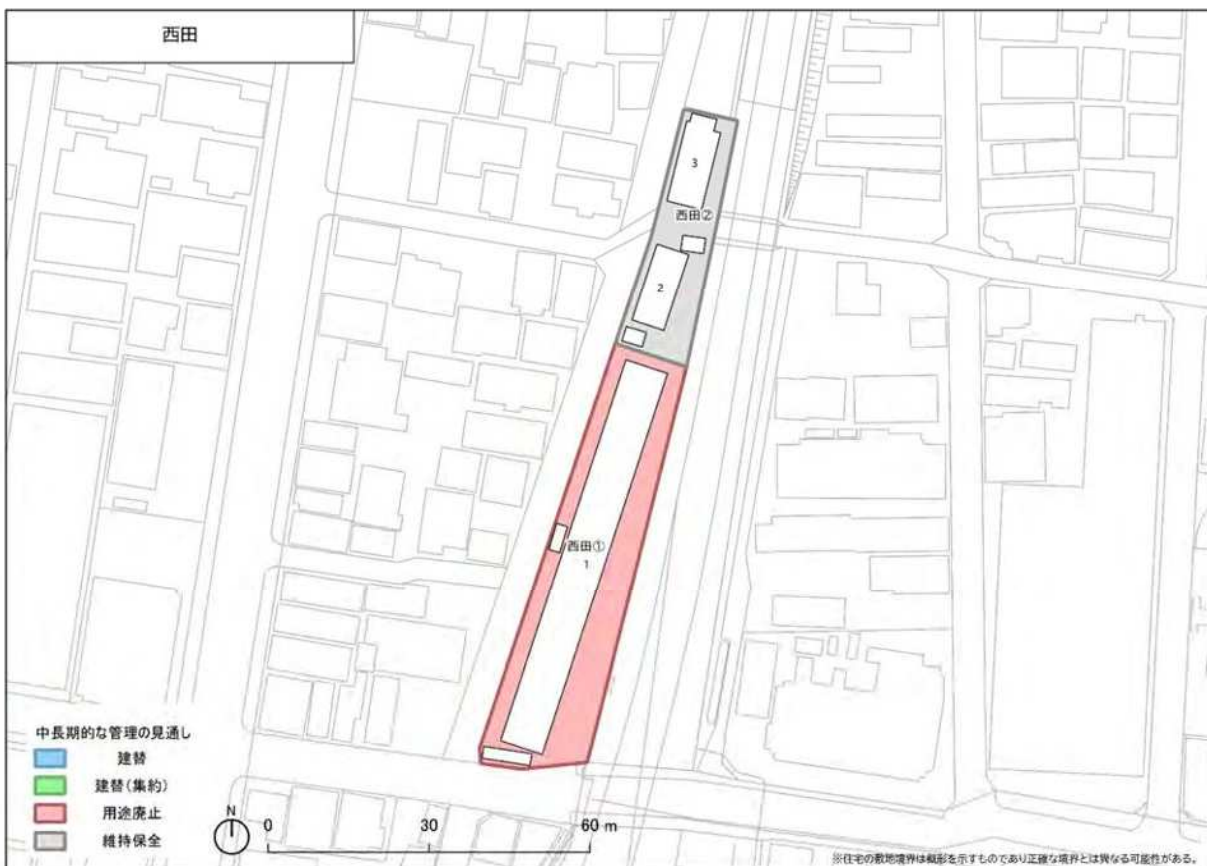 西田
3
西田②
2
西田①
1
中長期的な管理の見通し
建替
建替(集約)
用途廃止
維持保全
N
0 30 60 m
※住宅の敷地境界は概形を示すものであり正確な境界とは異なる可能性がある。